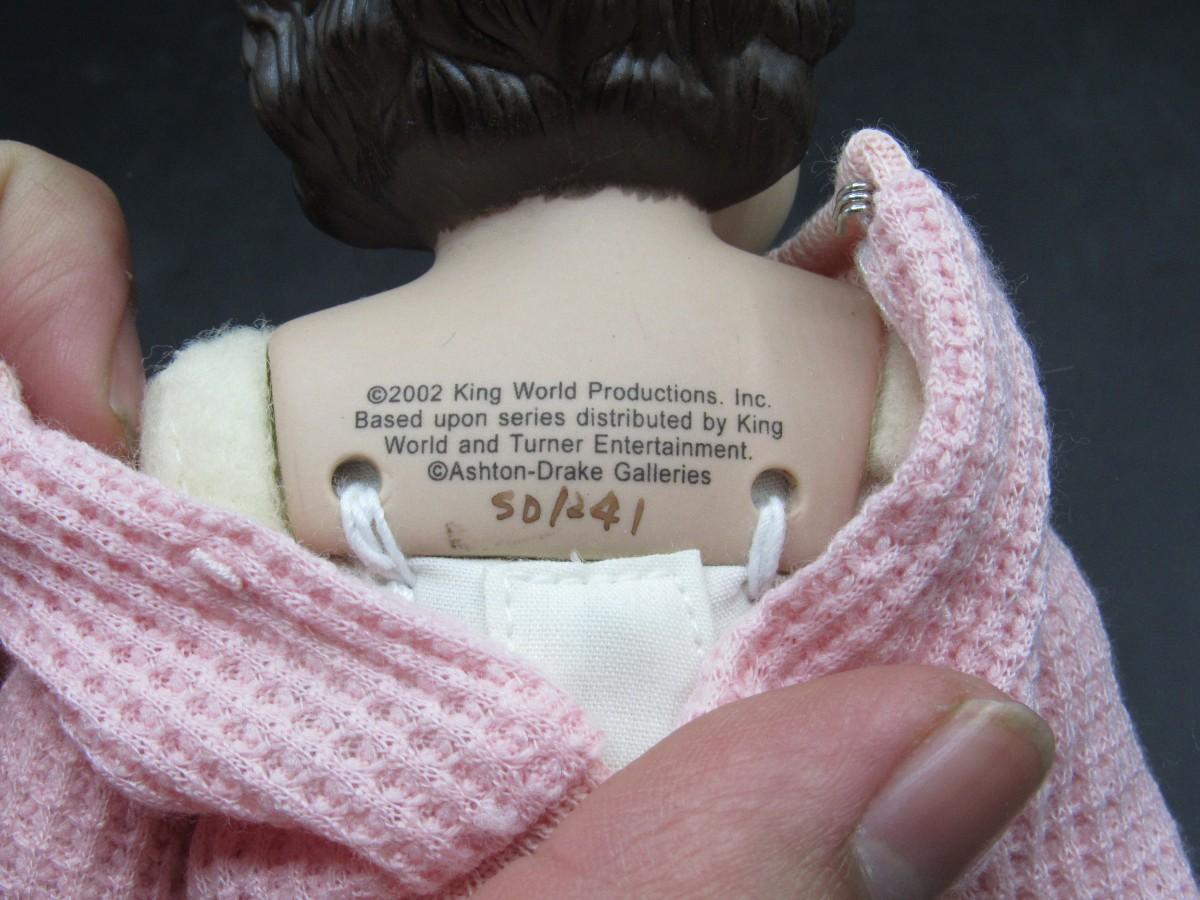 ©2002 King World Productions. Inc.
Based upon series distributed by King
World and Turner Entertainment.
©Ashton-Drake Galleries
SD/241